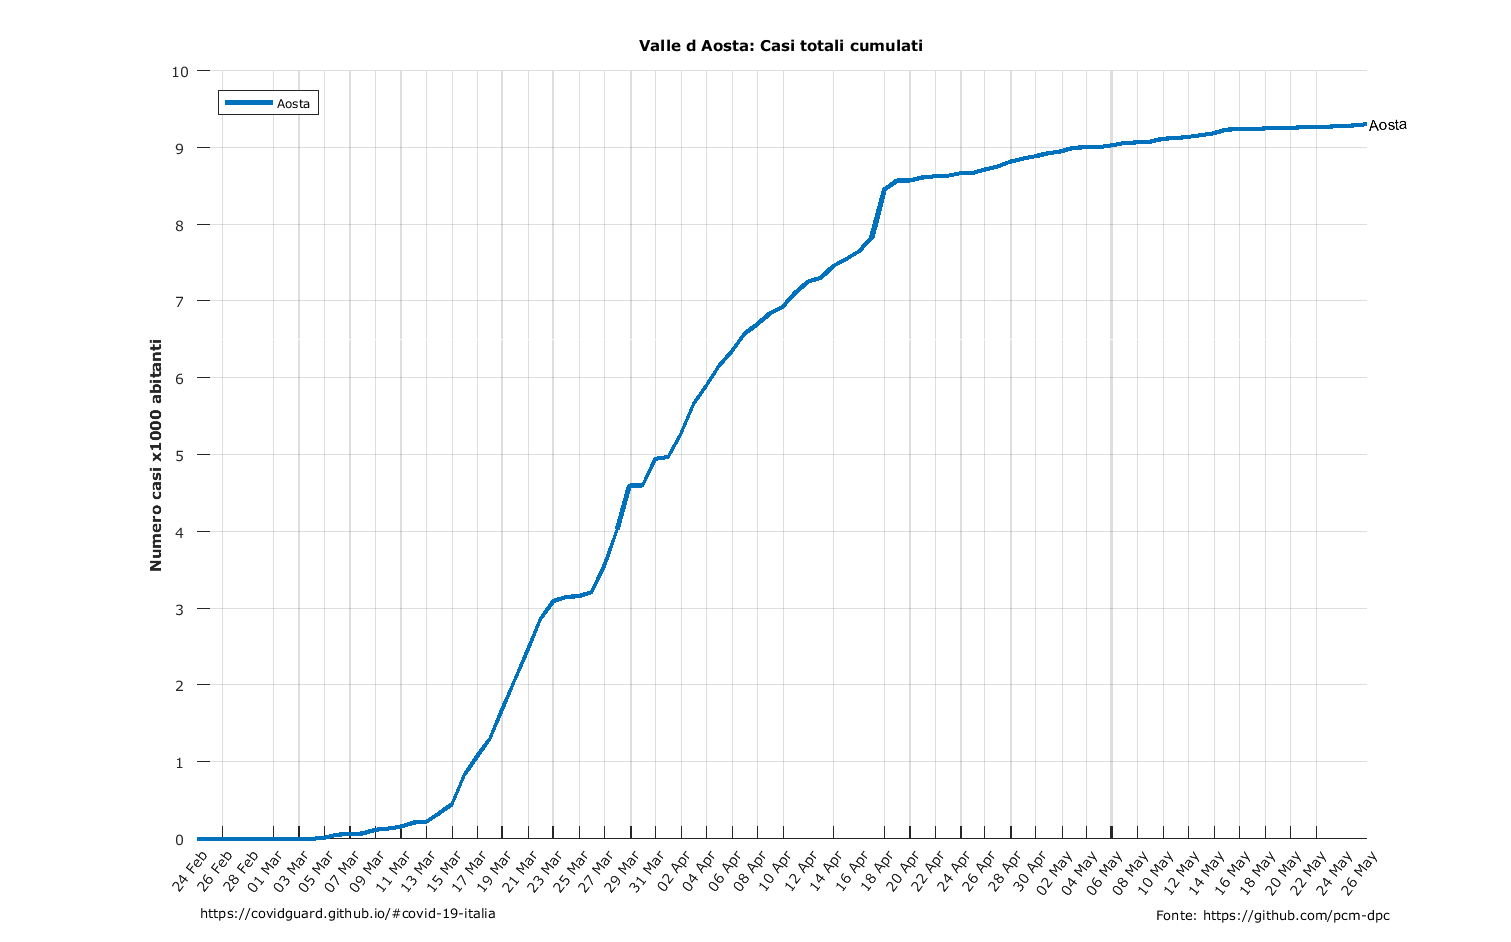 Valle d Aosta: Casi totali cumulati
Aosta
Aosta
Numero casi x1000 abitanti
10
9
8
7
6
5
4
3
2
1
0
24 Feb
26 Feb
28 Feb
01 Mar
03 Mar
05 Mar
07 Mar
09 Mar
11 Mar
13 Mar
15 Mar
17 Mar
19 Mar
21 Mar
23 Mar
25 Mar
27 Mar
29 Mar
31 Mar
02 Apr
04 Apr
06 Apr
08 Apr
10 Apr
12 Apr
14 Apr
16 Apr
18 Apr
20 Apr
22 Apr
24 Apr
26 Apr
28 Apr
30 Apr
02 May
04 May
06 May
08 May
10 May
12 May
14 May
16 May
18 May
20 May
22 May
24 May
26 May
https://covidguard.github.io/#covid-19-italia
Fonte: https://github.com/pcm-dpc